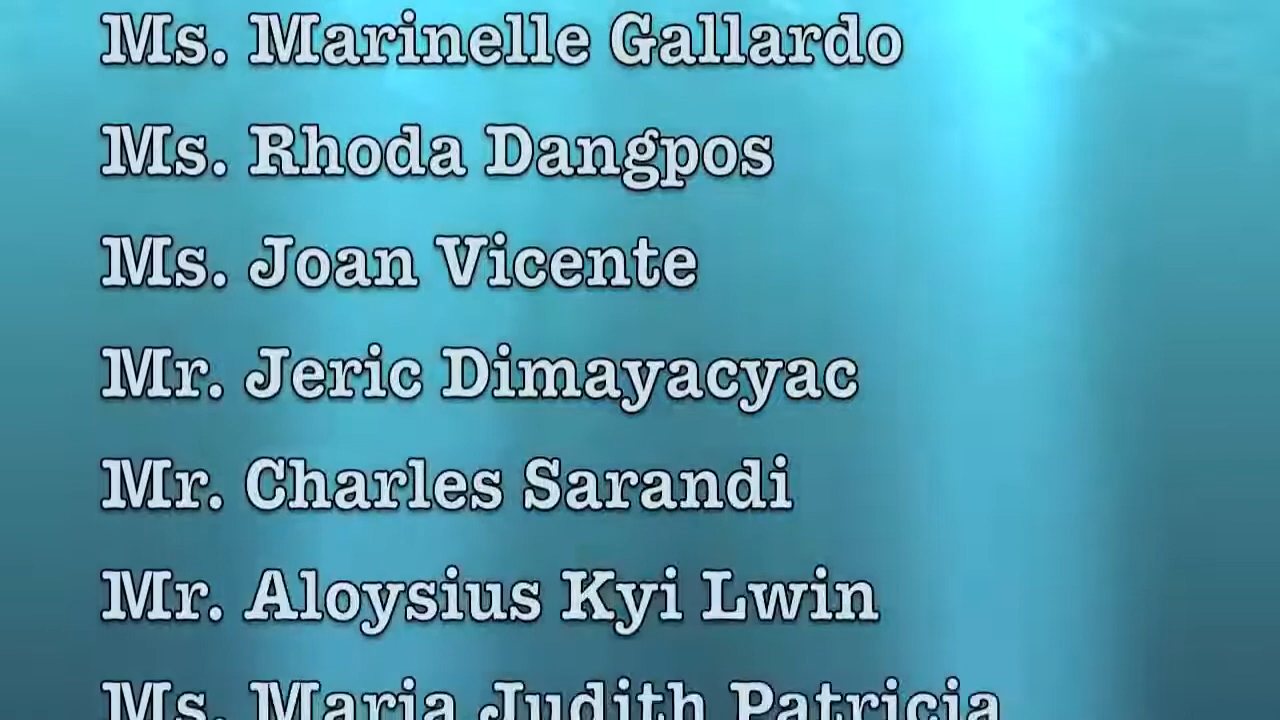 Ms. Marinelle Gallardo
Ms. Rhoda Dangpos
Ms. Joan Vicente
Mr. Jeric Dimayacyac
Mr. Charles Sarandi
Mr. Aloysius Kyi Lwin
Ms. Maria Judith Patricia